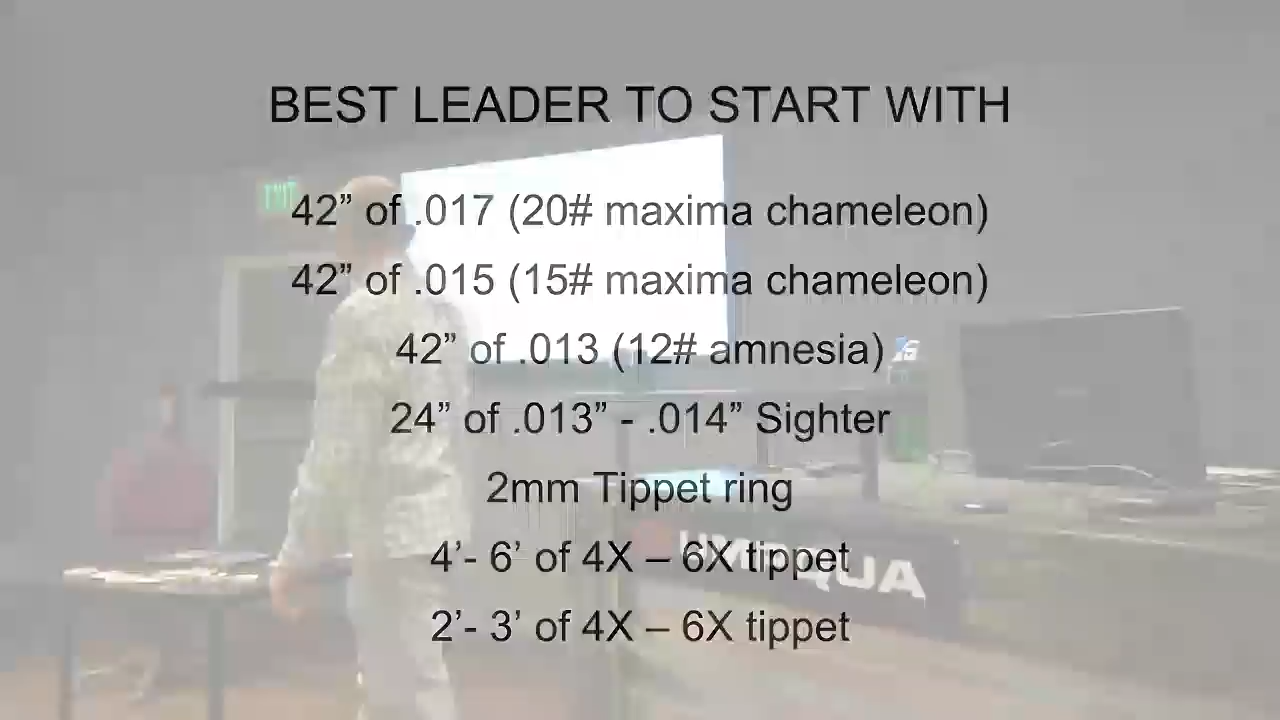 BEST LEADER TO START WITH
EXIT
42” of .017 (20# maxima chameleon)
42” of .015 (15# maxima chameleon)
42” of .013 (12# amnesia)
24” of .013” - .014” Sighter
2mm Tippet ring
4’- 6’ of 4X – 6X tippet
UMPQUA
2’- 3’ of 4X – 6X tippet